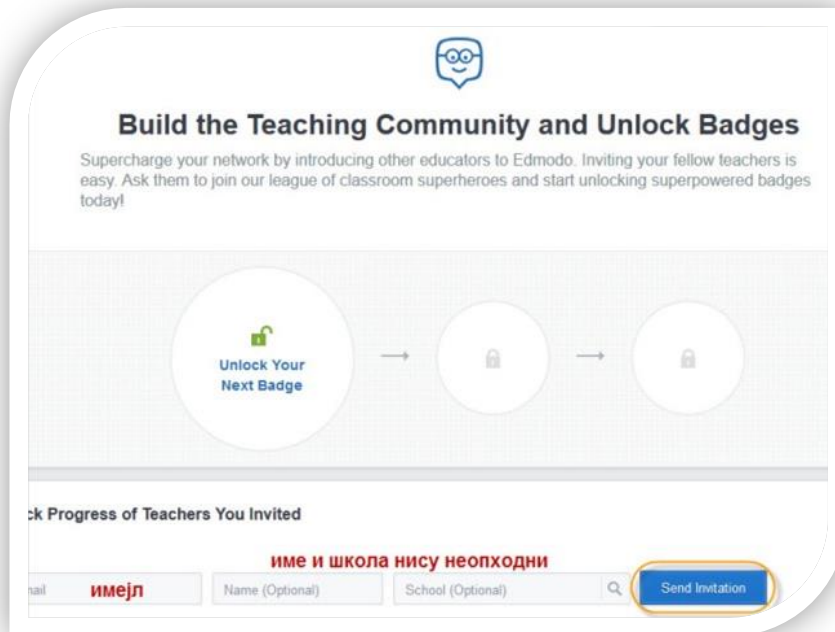 Build the Teaching Community and Unlock Badges
Supercharge your network by introducing other educators to Edmodo. Inviting your fellow teachers is
easy. Ask them to join our league of classroom superheroes and start unlocking superpowered badges
today!
Unlock Your
Next Badge
ck Progress of Teachers You Invited
име и школа нису неопходни
mail имејл Name (Optional) School (Optional) Send Invitation